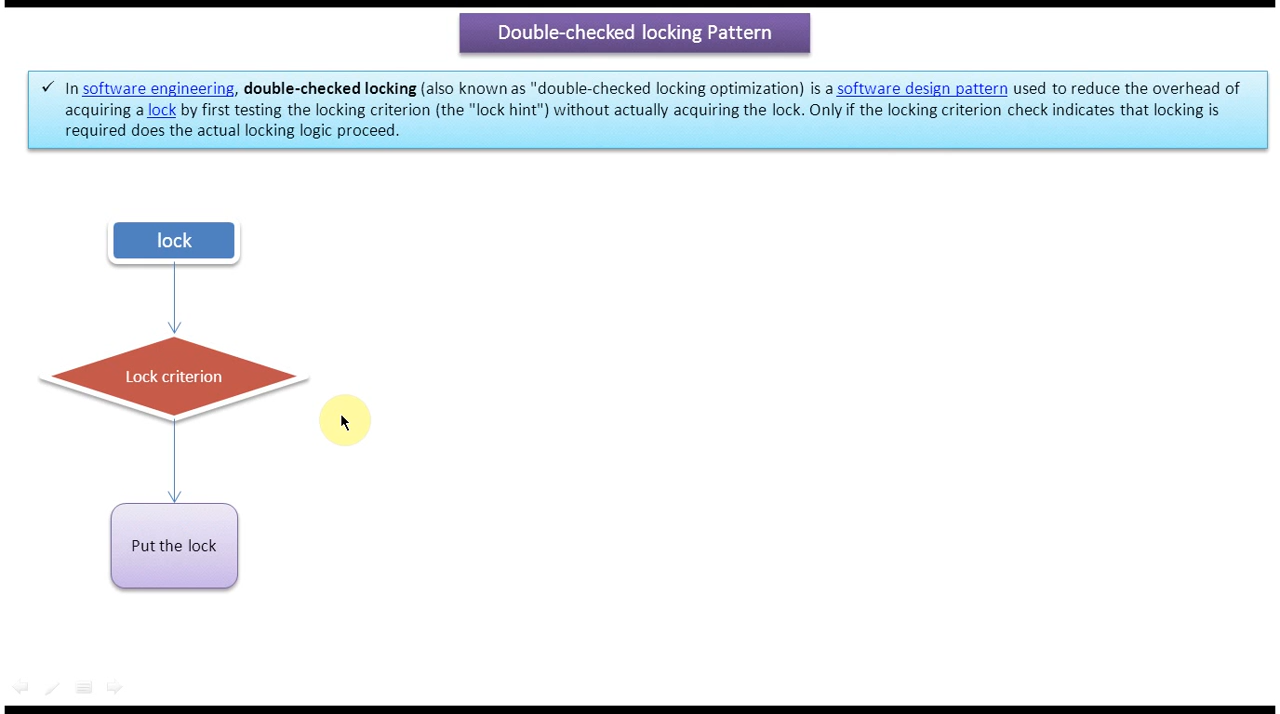 Double-checked locking Pattern
✓ In software engineering, double-checked locking (also known as "double-checked locking optimization) is a software design pattern used to reduce the overhead of
acquiring a lock by first testing the locking criterion (the "lock hint") without actually acquiring the lock. Only if the locking criterion check indicates that locking is
required does the actual locking logic proceed.
lock
Lock criterion
Put the lock